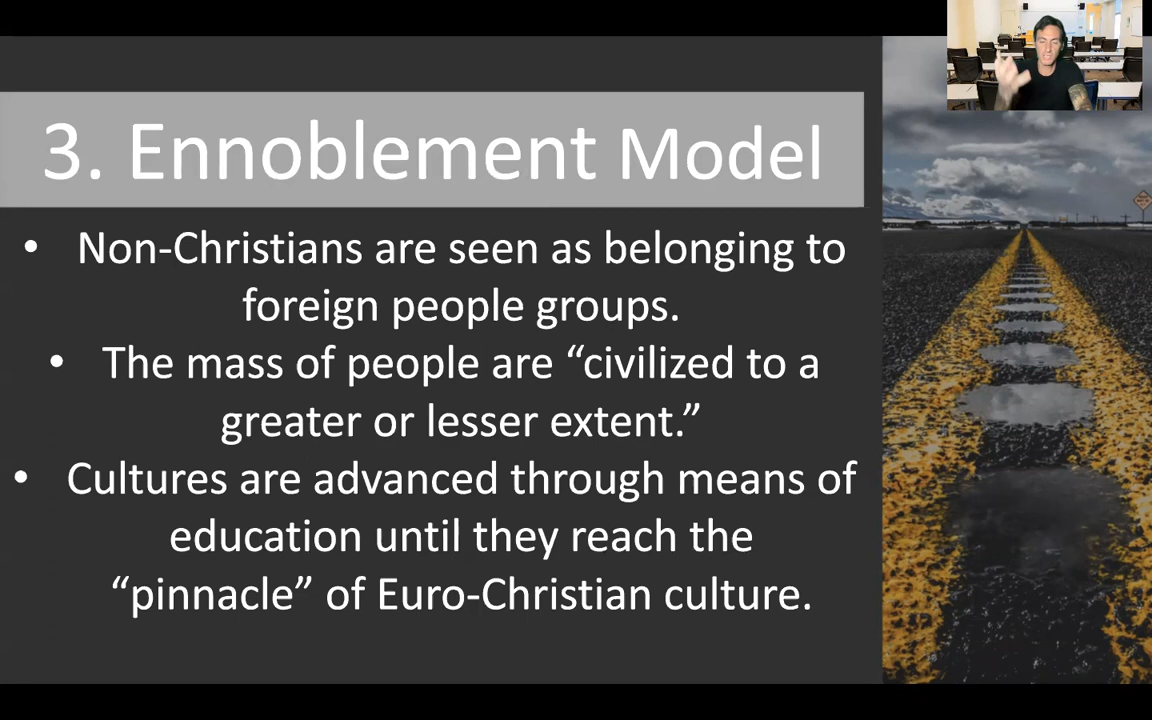 3. Ennoblement Model
• Non-Christians are seen as belonging to
foreign people groups.
• The mass of people are “civilized to a
greater or lesser extent.”
• Cultures are advanced through means of
education until they reach the
“pinnacle” of Euro-Christian culture.